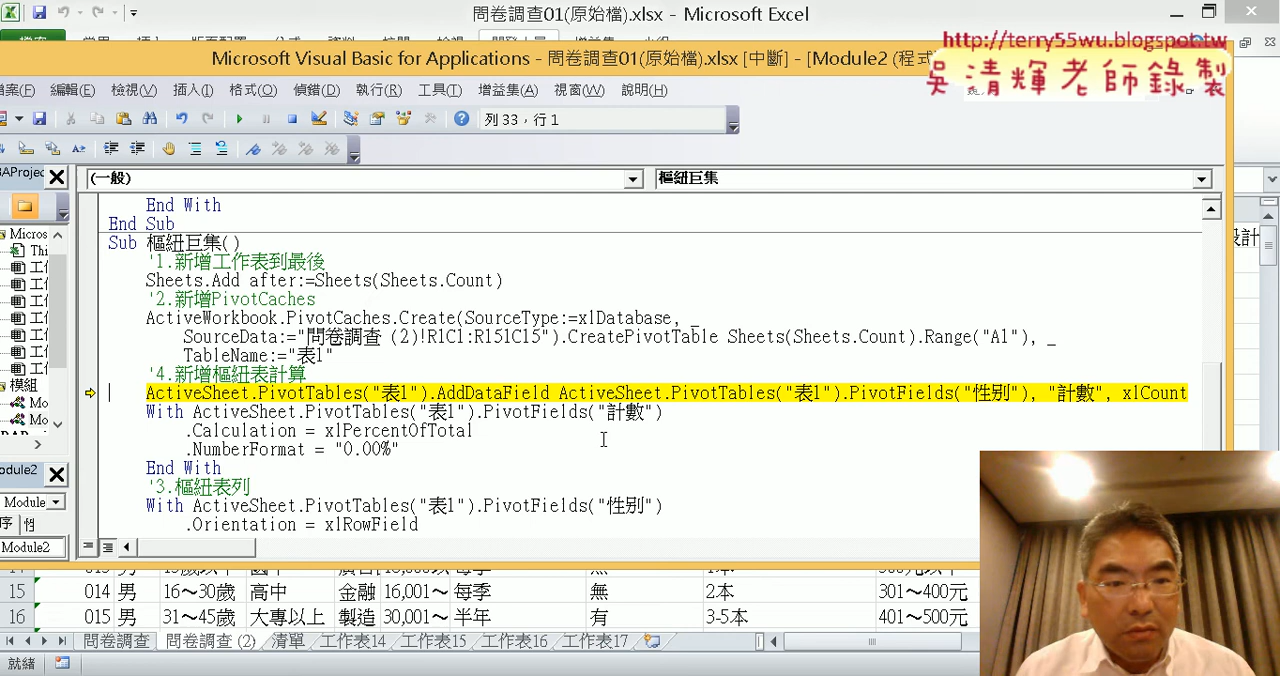 問卷調查01(原始檔).xlsx - Microsoft Excel
http://terry55wu.blogspot.tw
吳清輝老師錄製
Microsoft Visual Basic for Applications - 問卷調查01(原始檔).xlsx [中斷] - [Module2 (程式
檔案(F) 編輯(E) 檢視(V) 插入(I) 格式(O) 偵錯(D) 執行(R) 工具(T) 增益集(A) 視窗(W) 說明(H)
列 33，行 1
(一般)
樞紐巨集
End With
End Sub
Sub 樞紐巨集()
'1.新增工作表到最後
Sheets.Add after:=Sheets(Sheets.Count)
'2.新增PivotCaches
ActiveWorkbook.PivotCaches.Create(SourceType:=xlDatabase, _
SourceData:="問卷調查 (2)!R1C1:R151C15").CreatePivotTable Sheets(Sheets.Count).Range("A1"), _
TableName:="表1"
'4.新增樞紐表計算
ActiveSheet.PivotTables("表1").AddDataField ActiveSheet.PivotTables("表1").PivotFields("性別"), "計數", xlCount
With ActiveSheet.PivotTables("表1").PivotFields("計數")
.Calculation = xlPercentOfTotal
.NumberFormat = "0.00%"
End With
'3.樞紐表列
With ActiveSheet.PivotTables("表1").PivotFields("性別")
.Orientation = xlRowField
BAProjec
Micros
Thi
模組
Mo
Mo
odule2
Module
Module2
設計
15 014 男 16～30歲 高中 金融 16,001～ 每季 無 2本 301～400元
16 015 男 31～45歲 大專以上 製造 30,001～ 半年 有 3-5本 401～500元
問卷調查 問卷調查 (2) 清單 工作表14 工作表15 工作表16 工作表17
就緒